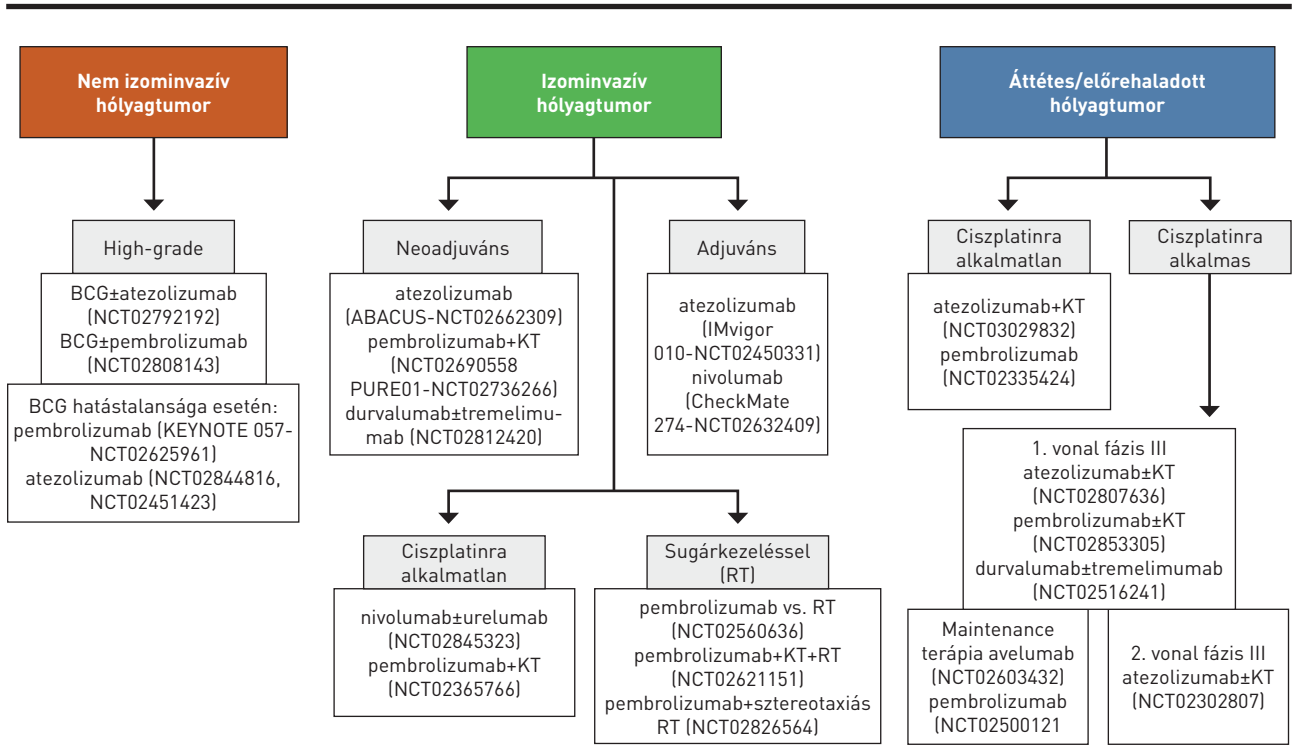 Nem izominvazív
hólyagtumor
High-grade
BCG±atezolizumab
(NCT02792192)
BCG±pembrolizumab
(NCT02808143)
BCG hatástalansága esetén:
pembrolizumab (KEYNOTE 057-
NCT02625961)
atezolizumab (NCT02844816,
NCT02451423)
Izominvazív
hólyagtumor
Neoadjuváns
atezolizumab
(ABACUS-NCT02662309)
pembrolizumab+KT
(NCT02690558
PURE01-NCT02736266)
durvalumab±tremelimu-
mab (NCT02812420)
Adjuváns
atezolizumab
(IMvigor
010-NCT02450331)
nivolumab
(CheckMate
274-NCT02632409)
Ciszplatinra
alkalmatlan
nivolumab±urelumab
(NCT02845323)
pembrolizumab+KT
(NCT02365766)
Sugárkezeléssel
(RT)
pembrolizumab vs. RT
(NCT02560636)
pembrolizumab+KT+RT
(NCT02621151)
pembrolizumab+sztereotaxiás
RT (NCT02826564)
Áttétes/előrehaladott
hólyagtumor
Ciszplatinra
alkalmatlan
atezolizumab+KT
(NCT03029832)
pembrolizumab
(NCT02335424)
Ciszplatinra
alkalmas
1. vonal fázis III
atezolizumab±KT
(NCT02807636)
pembrolizumab±KT
(NCT02853305)
durvalumab±tremelimumab
(NCT02516241)
Maintenance
terápia avelumab
(NCT02603432)
pembrolizumab
(NCT02500121
2. vonal fázis III
atezolizumab±KT
(NCT02302807)